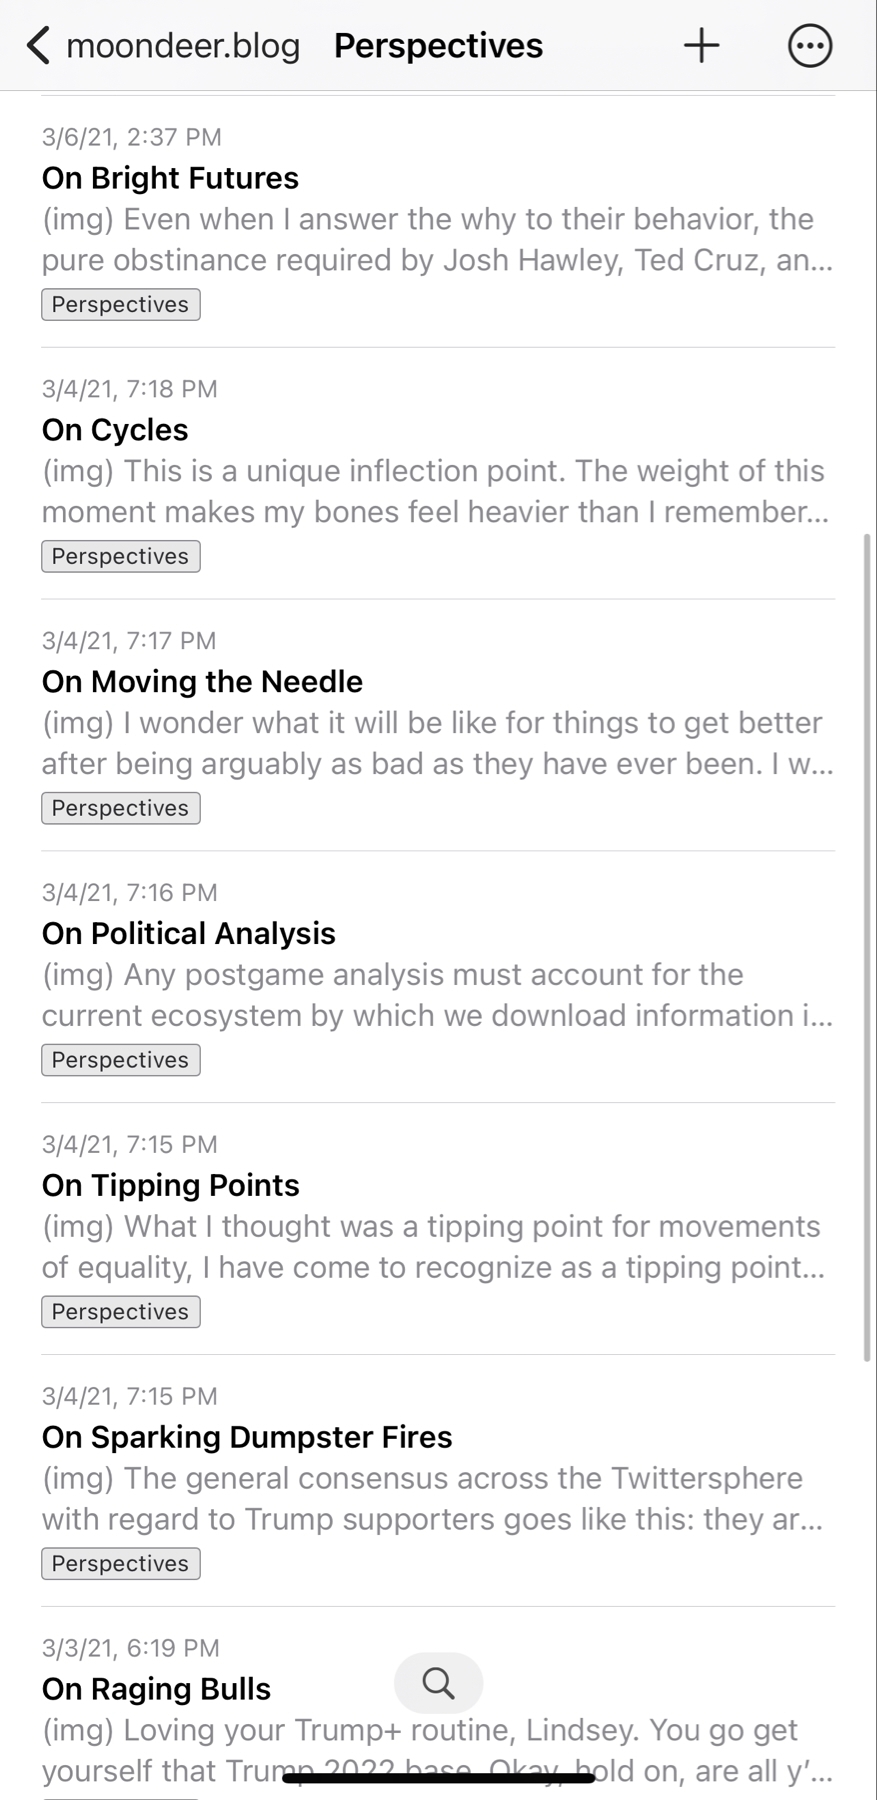 moondeer.blog Perspectives
3/6/21, 2:37 PM
On Bright Futures
(img) Even when I answer the why to their behavior, the
pure obstinance required by Josh Hawley, Ted Cruz, an...
Perspectives
3/4/21, 7:18 PM
On Cycles
(img) This is a unique inflection point. The weight of this
moment makes my bones feel heavier than I remember...
Perspectives
3/4/21, 7:17 PM
On Moving the Needle
(img) I wonder what it will be like for things to get better
after being arguably as bad as they have ever been. I w...
Perspectives
3/4/21, 7:16 PM
On Political Analysis
(img) Any postgame analysis must account for the
current ecosystem by which we download information i...
Perspectives
3/4/21, 7:15 PM
On Tipping Points
(img) What I thought was a tipping point for movements
of equality, I have come to recognize as a tipping point...
Perspectives
3/4/21, 7:15 PM
On Sparking Dumpster Fires
(img) The general consensus across the Twittersphere
with regard to Trump supporters goes like this: they ar...
Perspectives
3/3/21, 6:19 PM
On Raging Bulls
(img) Loving your Trump+ routine, Lindsey. You go get
yourself that Trump 2022 base. Okay, hold on, are all y’...